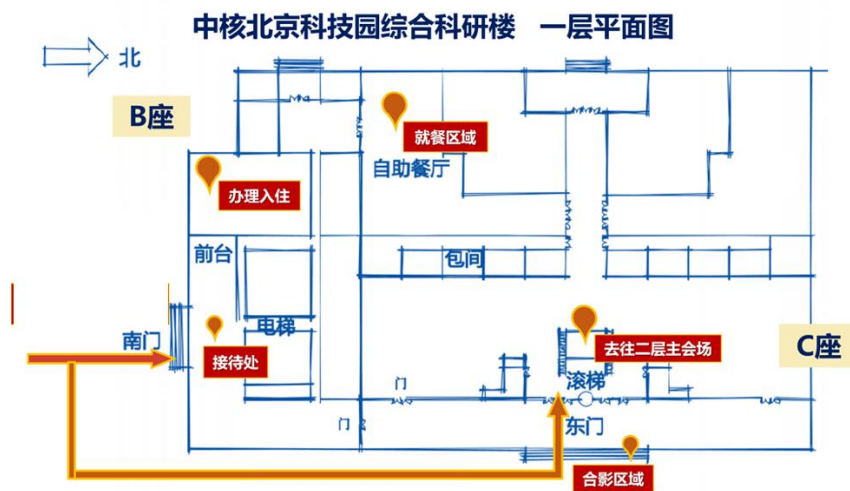 中核北京科技园综合科研楼 一层平面图
北
B座
就餐区域
自助餐厅
办理入住
前台
包间
电梯
南门
接待处
去往二层主会场
C座
滚梯
门
门
东门
合影区域